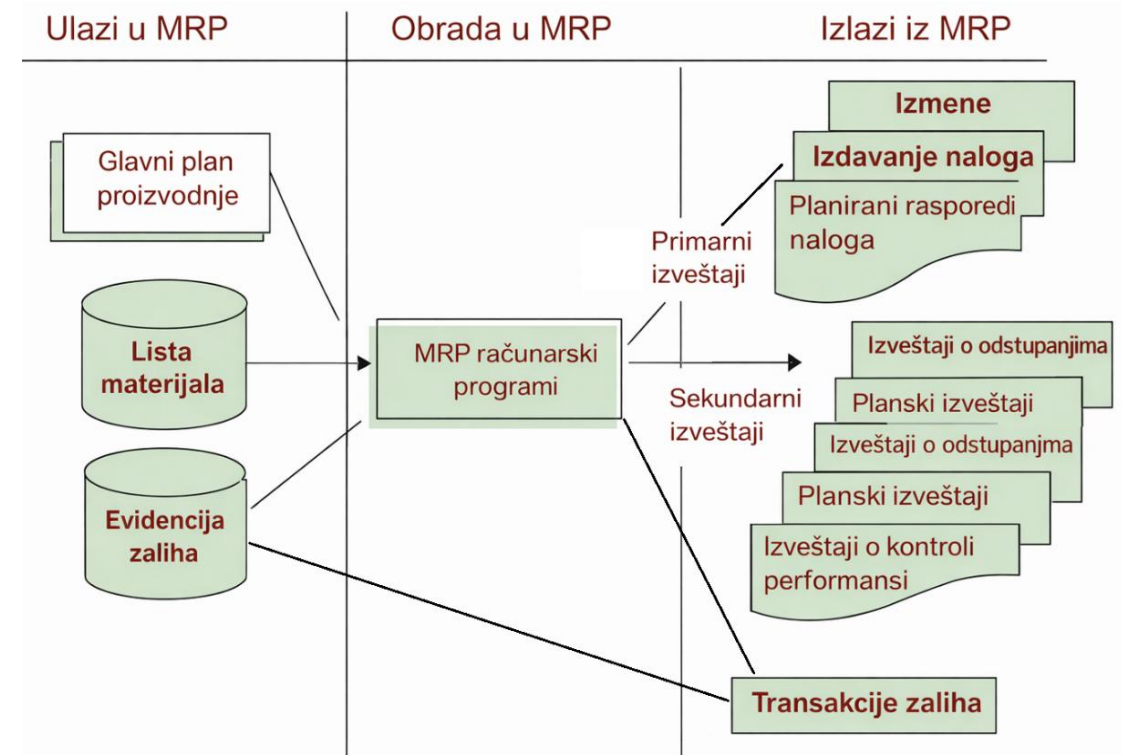 Ulazi u MRP
Obrada u MRP
Izlazi iz MRP
Glavni plan
proizvodnje
Lista
materijala
Evidencija
zaliha
MRP računarski
programi
Primarni
izveštaji
Sekundarni
izveštaji
Izmene
Izdavanje naloga
Planirani rasporedi
naloga
Izveštaji o odstupanjima
Planski izveštaji
Izveštaji o odstupanjma
Planski izveštaji
Izveštaji o kontroli
performansi
Transakcije zaliha